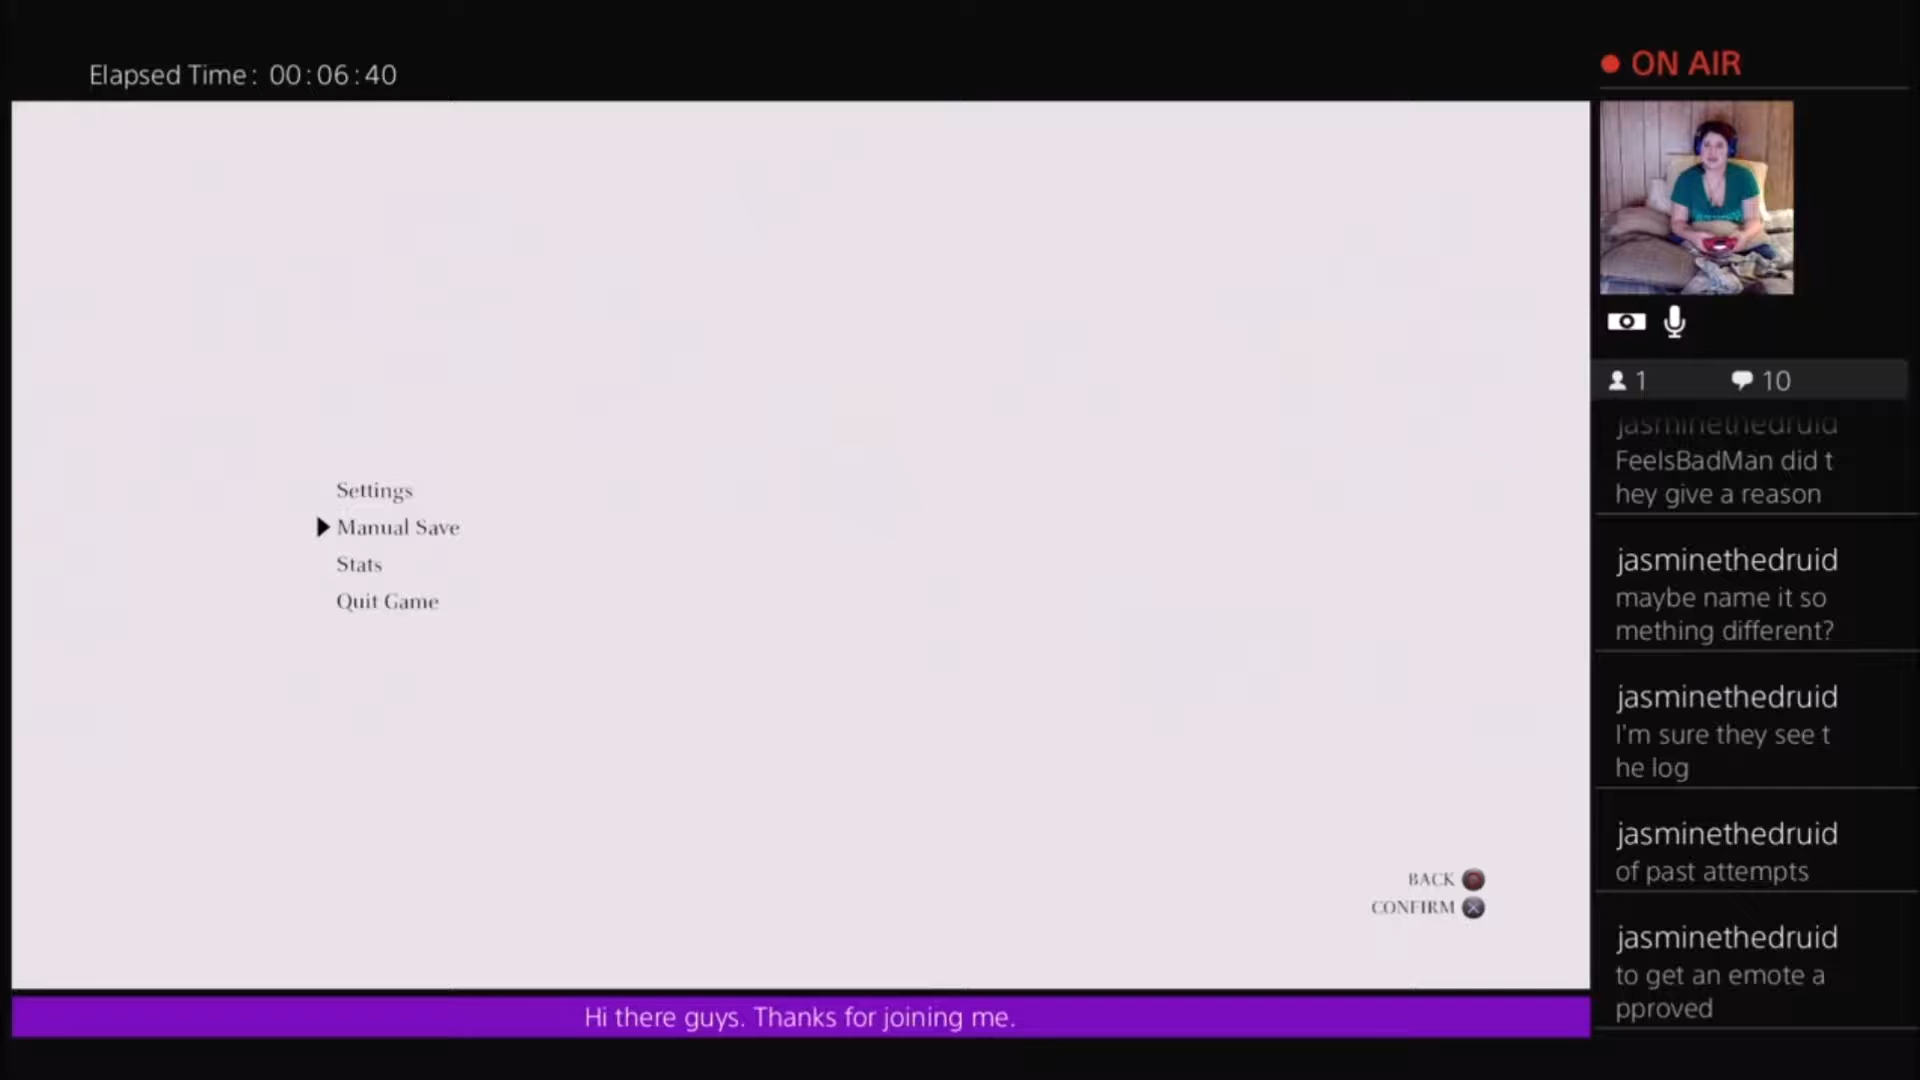 Elapsed Time: 00:06:40
ON AIR
1
10
jasminethedruid
FeelsBadMan did t
hey give a reason
jasminethedruid
maybe name it so
mething different?
jasminethedruid
I'm sure they see t
he log
jasminethedruid
of past attempts
jasminethedruid
to get an emote a
pproved
Settings
Manual Save
Stats
Quit Game
BACK
CONFIRM
Hi there guys. Thanks for joining me.